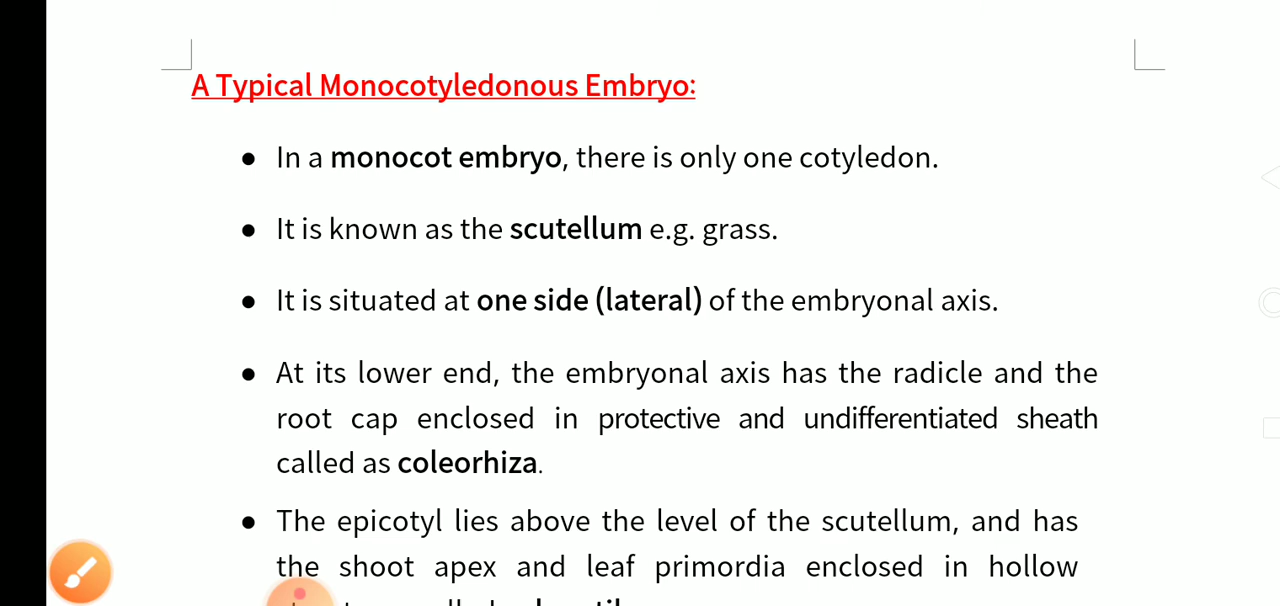 A Typical Monocotyledonous Embryo:
● In a monocot embryo, there is only one cotyledon.
● It is known as the scutellum e.g. grass.
● It is situated at one side (lateral) of the embryonal axis.
● At its lower end, the embryonal axis has the radicle and the
root cap enclosed in protective and undifferentiated sheath
called as coleorhiza.
● The epicotyl lies above the level of the scutellum, and has
the shoot apex and leaf primordia enclosed in hollow